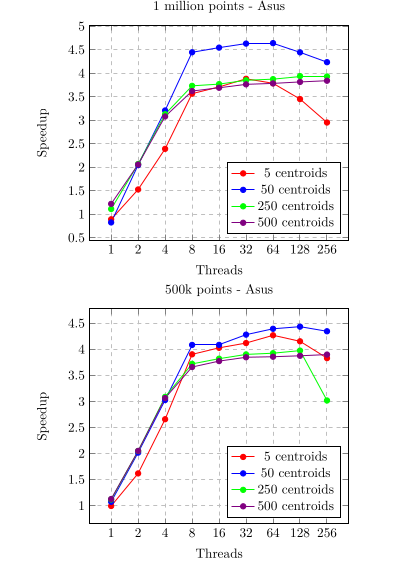 1 million points - Asus
5
4.5
4
3.5
3
2.5
2
1.5
1
0.5
Speedup
5 centroids
50 centroids
250 centroids
500 centroids
1 2 4 8 16 32 64 128 256
Threads
500k points - Asus
4.5
4
3.5
3
2.5
2
1.5
1
Speedup
5 centroids
50 centroids
250 centroids
500 centroids
1 2 4 8 16 32 64 128 256
Threads